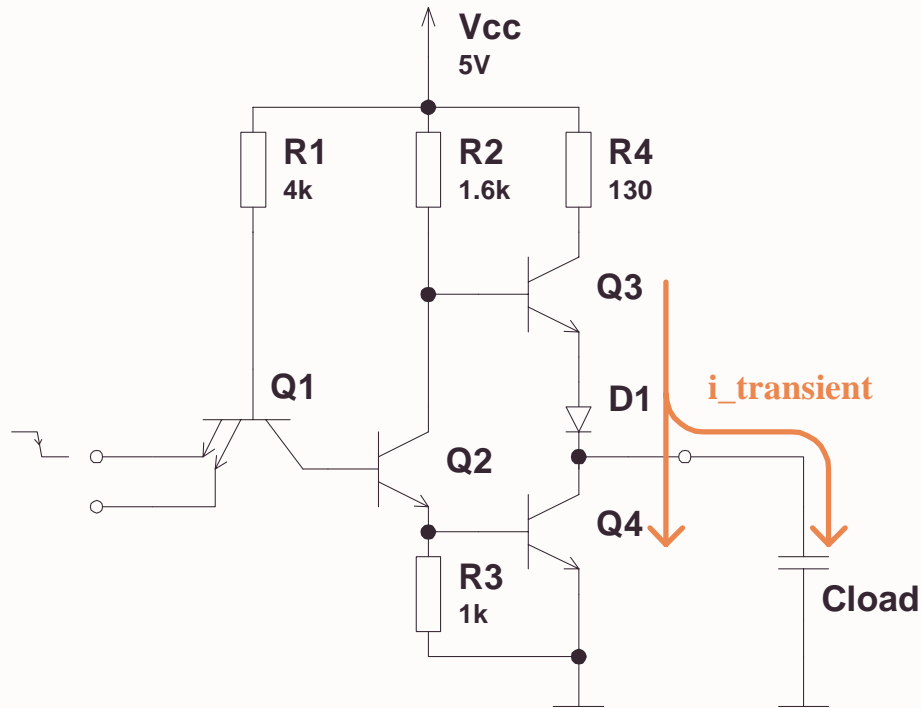 Vcc
5V
R1
4k
R2
1.6k
R4
130
Q3
Q1
D1
i_transient
Q2
Q4
R3
1k
Cload